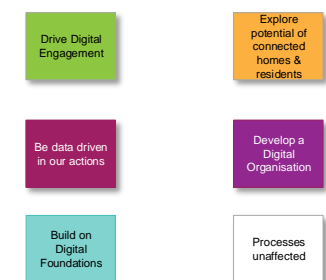 Drive Digital
Engagement
Explore
potential of
connected
homes &
residents
Be data driven
in our actions
Develop a
Digital
Organisation
Build on
Digital
Foundations
Processes
unaffected